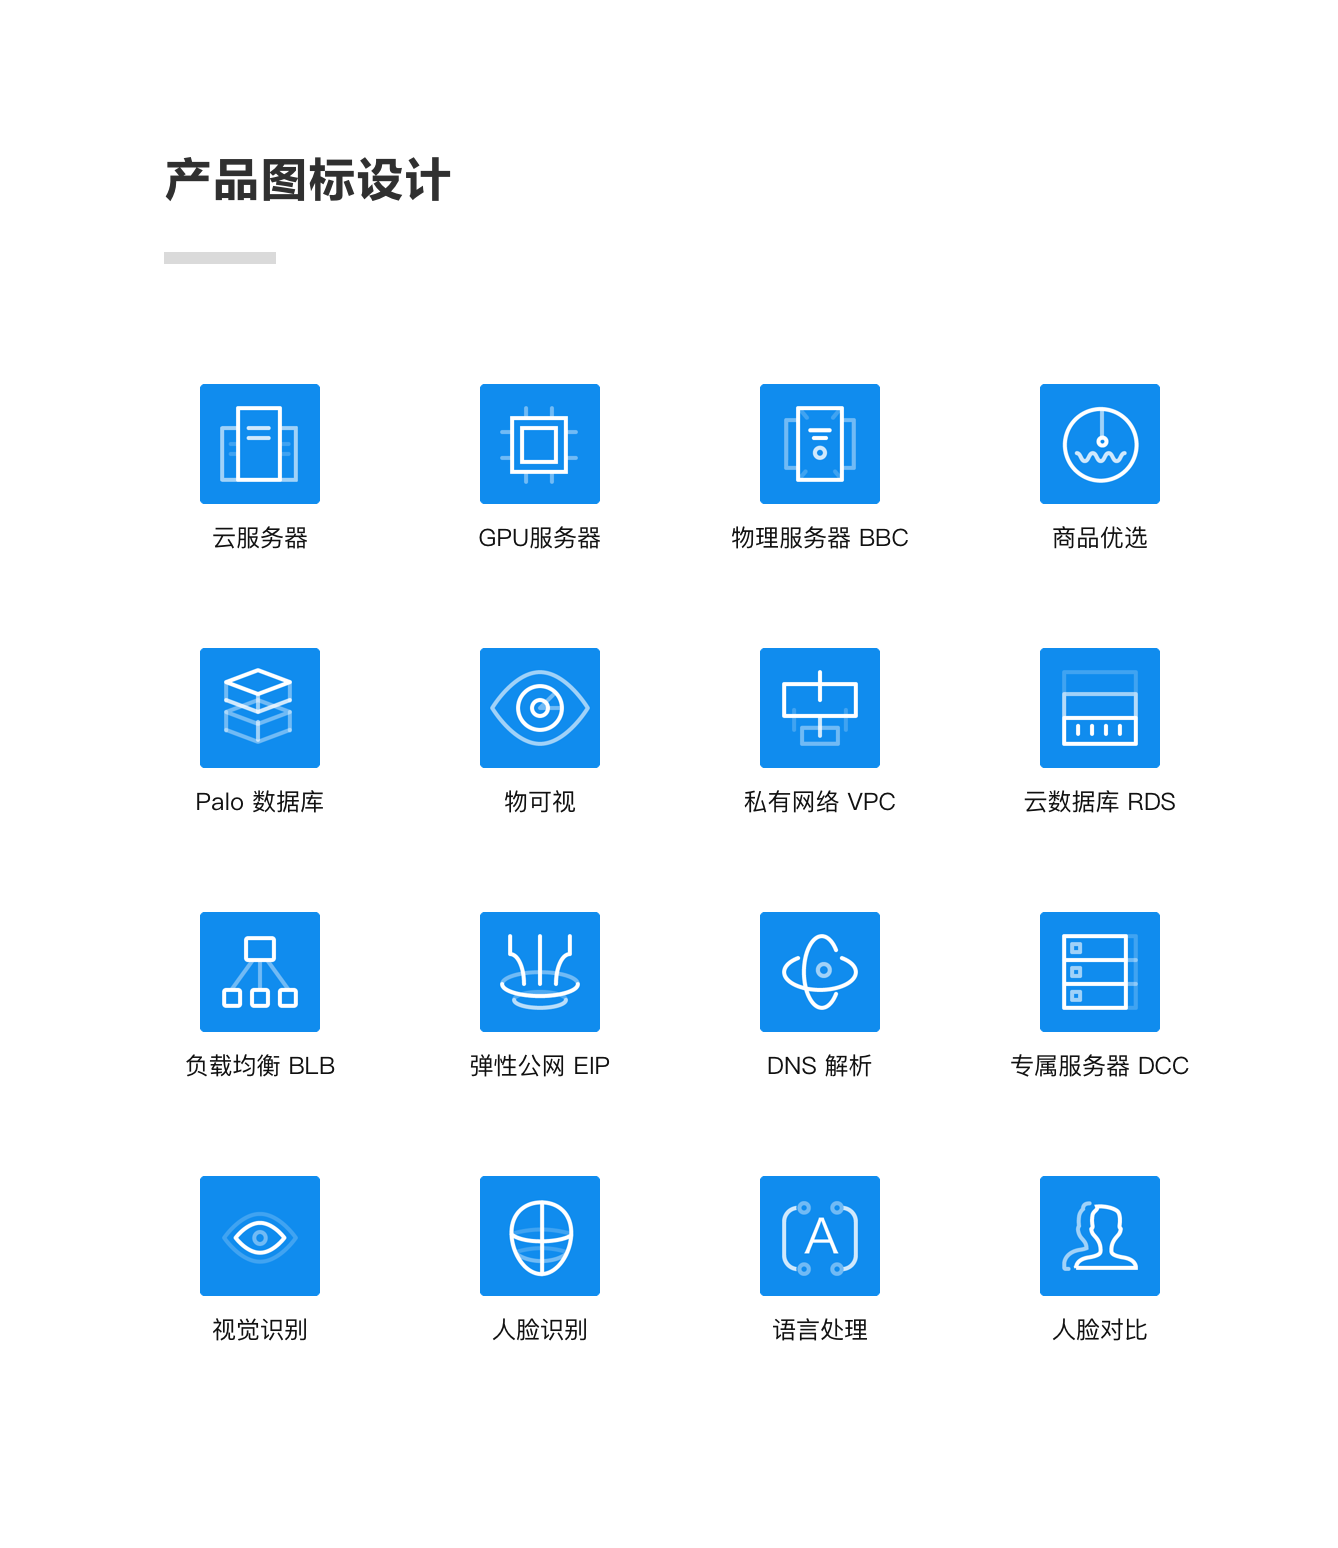 产品图标设计
云服务器
GPU服务器
物理服务器 BBC
商品优选
Palo 数据库
物可视
私有网络 VPC
云数据库 RDS
负载均衡 BLB
弹性公网 EIP
DNS 解析
专属服务器 DCC
A
视觉识别
人脸识别
语言处理
人脸对比